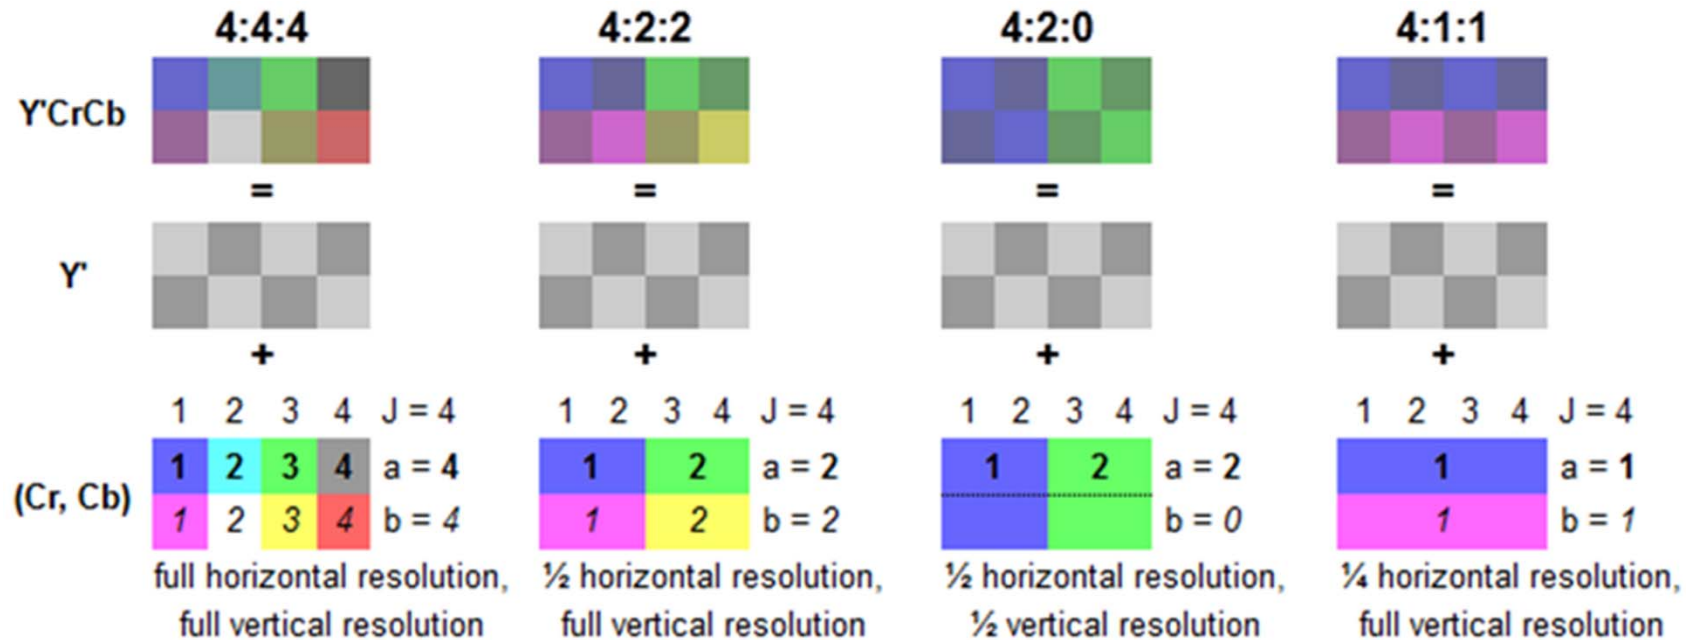 4:4:4 4:2:2 4:2:0 4:1:1
Y'CrCb
= = = =
Y'
+ + + +
1 2 3 4 J = 4 1 2 3 4 J = 4 1 2 3 4 J = 4 1 2 3 4 J = 4
1 2 3 4 a = 4 1 2 a = 2 1 2 a = 2 1 a = 1
(Cr, Cb)
1 2 3 4 b = 4 1 2 b = 2 b = 0 1 b = 1
full horizontal resolution, ½ horizontal resolution, ½ horizontal resolution, ¼ horizontal resolution,
full vertical resolution full vertical resolution ½ vertical resolution full vertical resolution